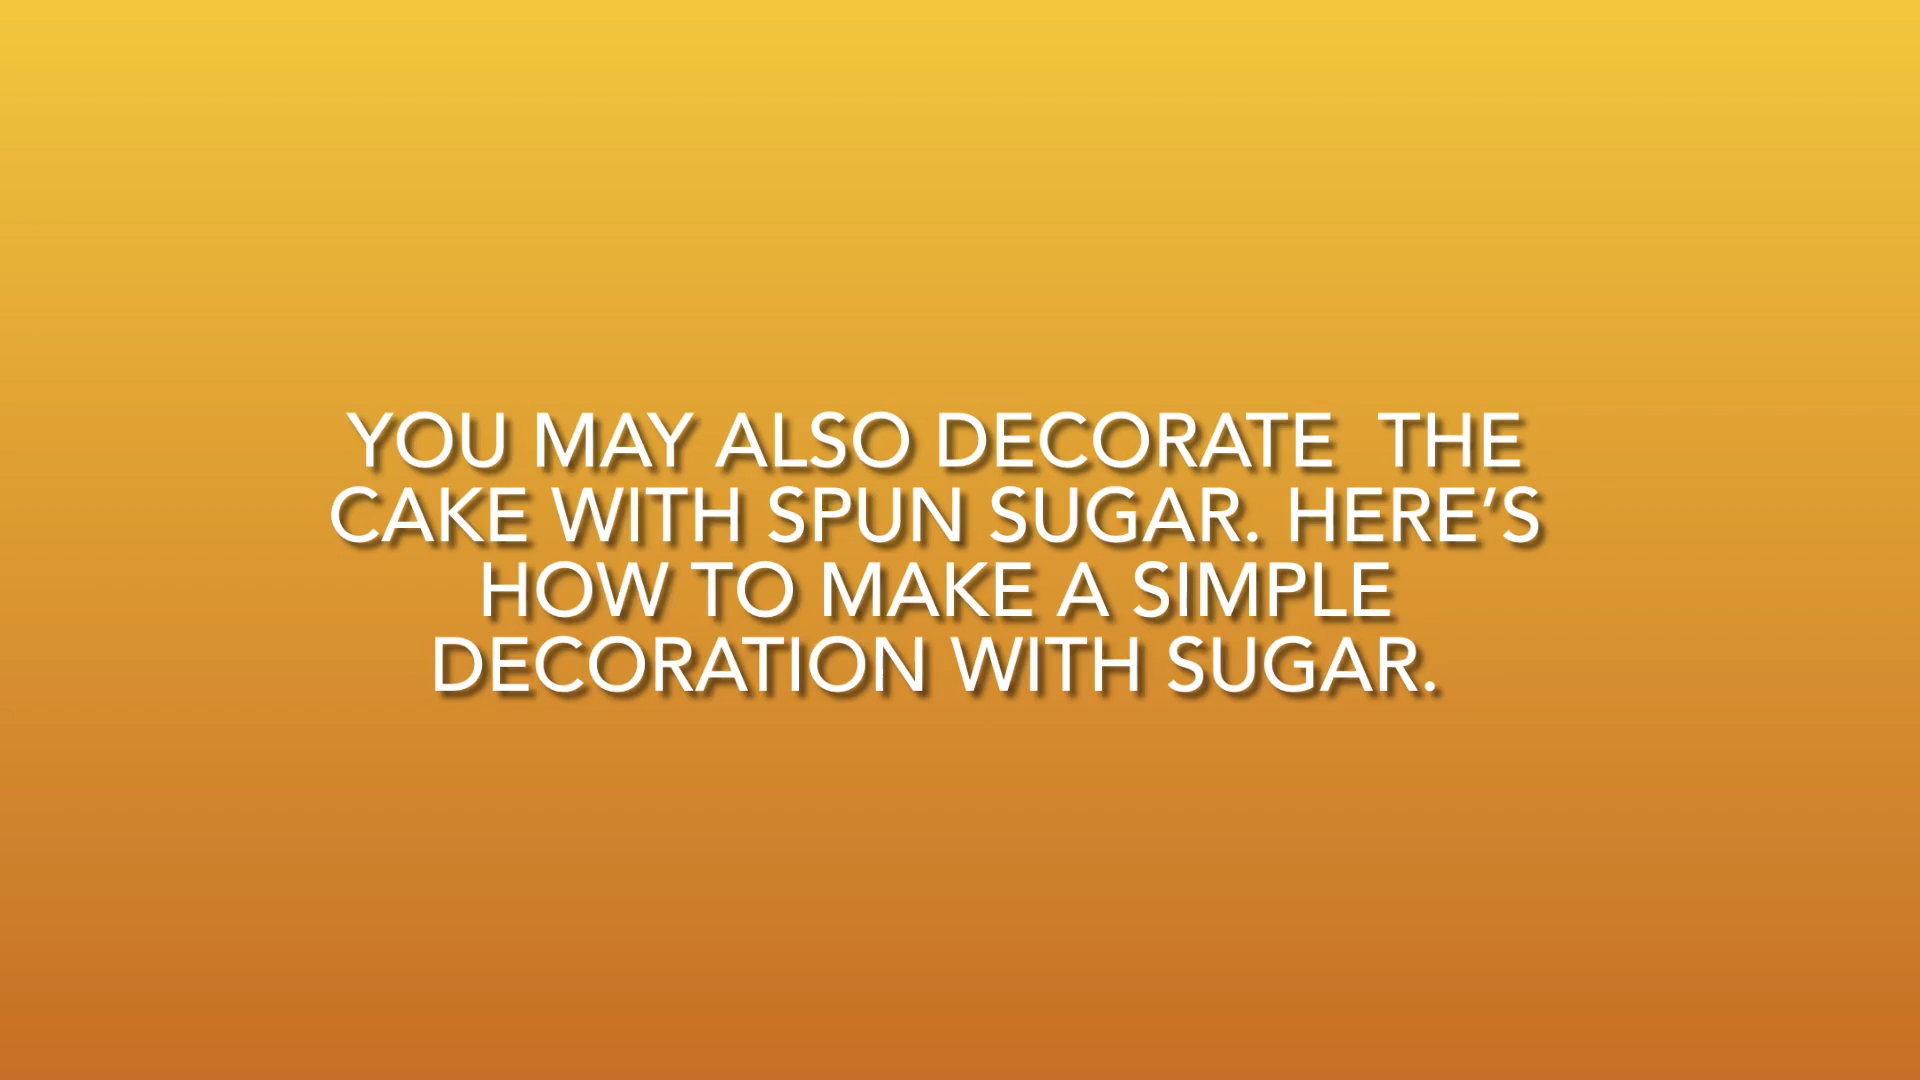 YOU MAY ALSO DECORATE  THE
CAKE WITH SPUN SUGAR. HERE’S
HOW TO MAKE A SIMPLE
DECORATION WITH SUGAR.